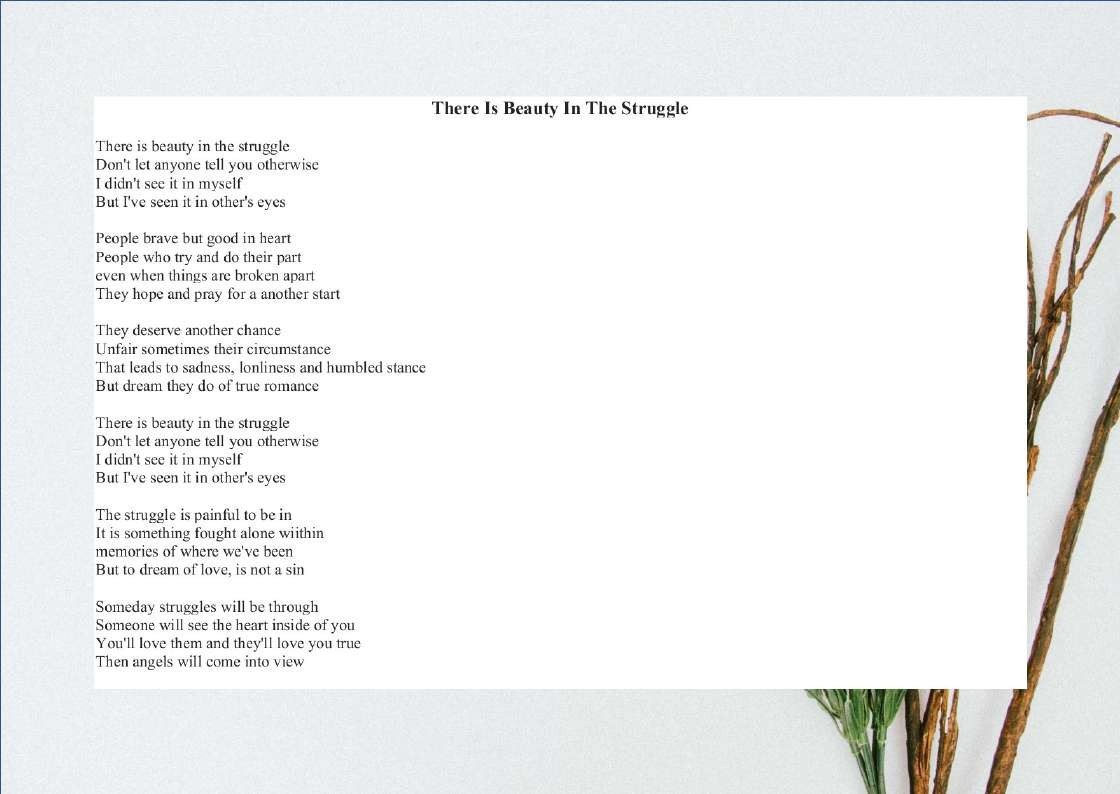 There Is Beauty In The Struggle
There is beauty in the struggle
Don't let anyone tell you otherwise
I didn't see it in myself
But I've seen it in other's eyes
People brave but good in heart
People who try and do their part
even when things are broken apart
They hope and pray for a another start
They deserve another chance
Unfair sometimes their circumstance
That leads to sadness, lonliness and humbled stance
But dream they do of true romance
There is beauty in the struggle
Don't let anyone tell you otherwise
I didn't see it in myself
But I've seen it in other's eyes
The struggle is painful to be in
It is something fought alone wiithin
memories of where we've been
But to dream of love, is not a sin
Someday struggles will be through
Someone will see the heart inside of you
You'll love them and they'll love you true
Then angels will come into view